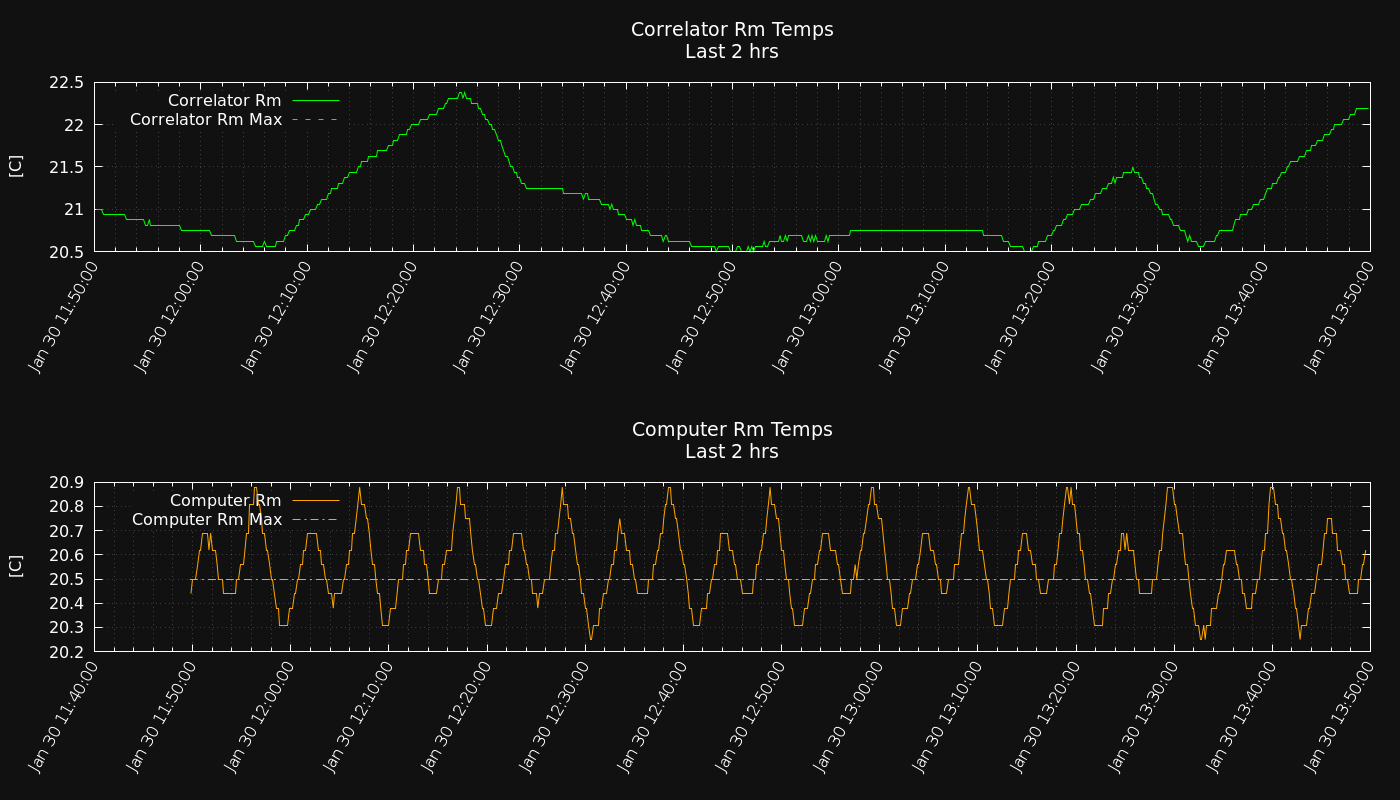 Correlator Rm Temps
Last 2 hrs
22.5
22
21.5
21
20.5
[C]
Correlator Rm
Correlator Rm Max
Jan 30 11:50:00
Jan 30 12:00:00
Jan 30 12:10:00
Jan 30 12:20:00
Jan 30 12:30:00
Jan 30 12:40:00
Jan 30 12:50:00
Jan 30 13:00:00
Jan 30 13:10:00
Jan 30 13:20:00
Jan 30 13:30:00
Jan 30 13:40:00
Jan 30 13:50:00
Computer Rm Temps
Last 2 hrs
20.9
20.8
20.7
20.6
20.5
20.4
20.3
20.2
[C]
Computer Rm
Computer Rm Max
Jan 30 11:40:00
Jan 30 11:50:00
Jan 30 12:00:00
Jan 30 12:10:00
Jan 30 12:20:00
Jan 30 12:30:00
Jan 30 12:40:00
Jan 30 12:50:00
Jan 30 13:00:00
Jan 30 13:10:00
Jan 30 13:20:00
Jan 30 13:30:00
Jan 30 13:40:00
Jan 30 13:50:00